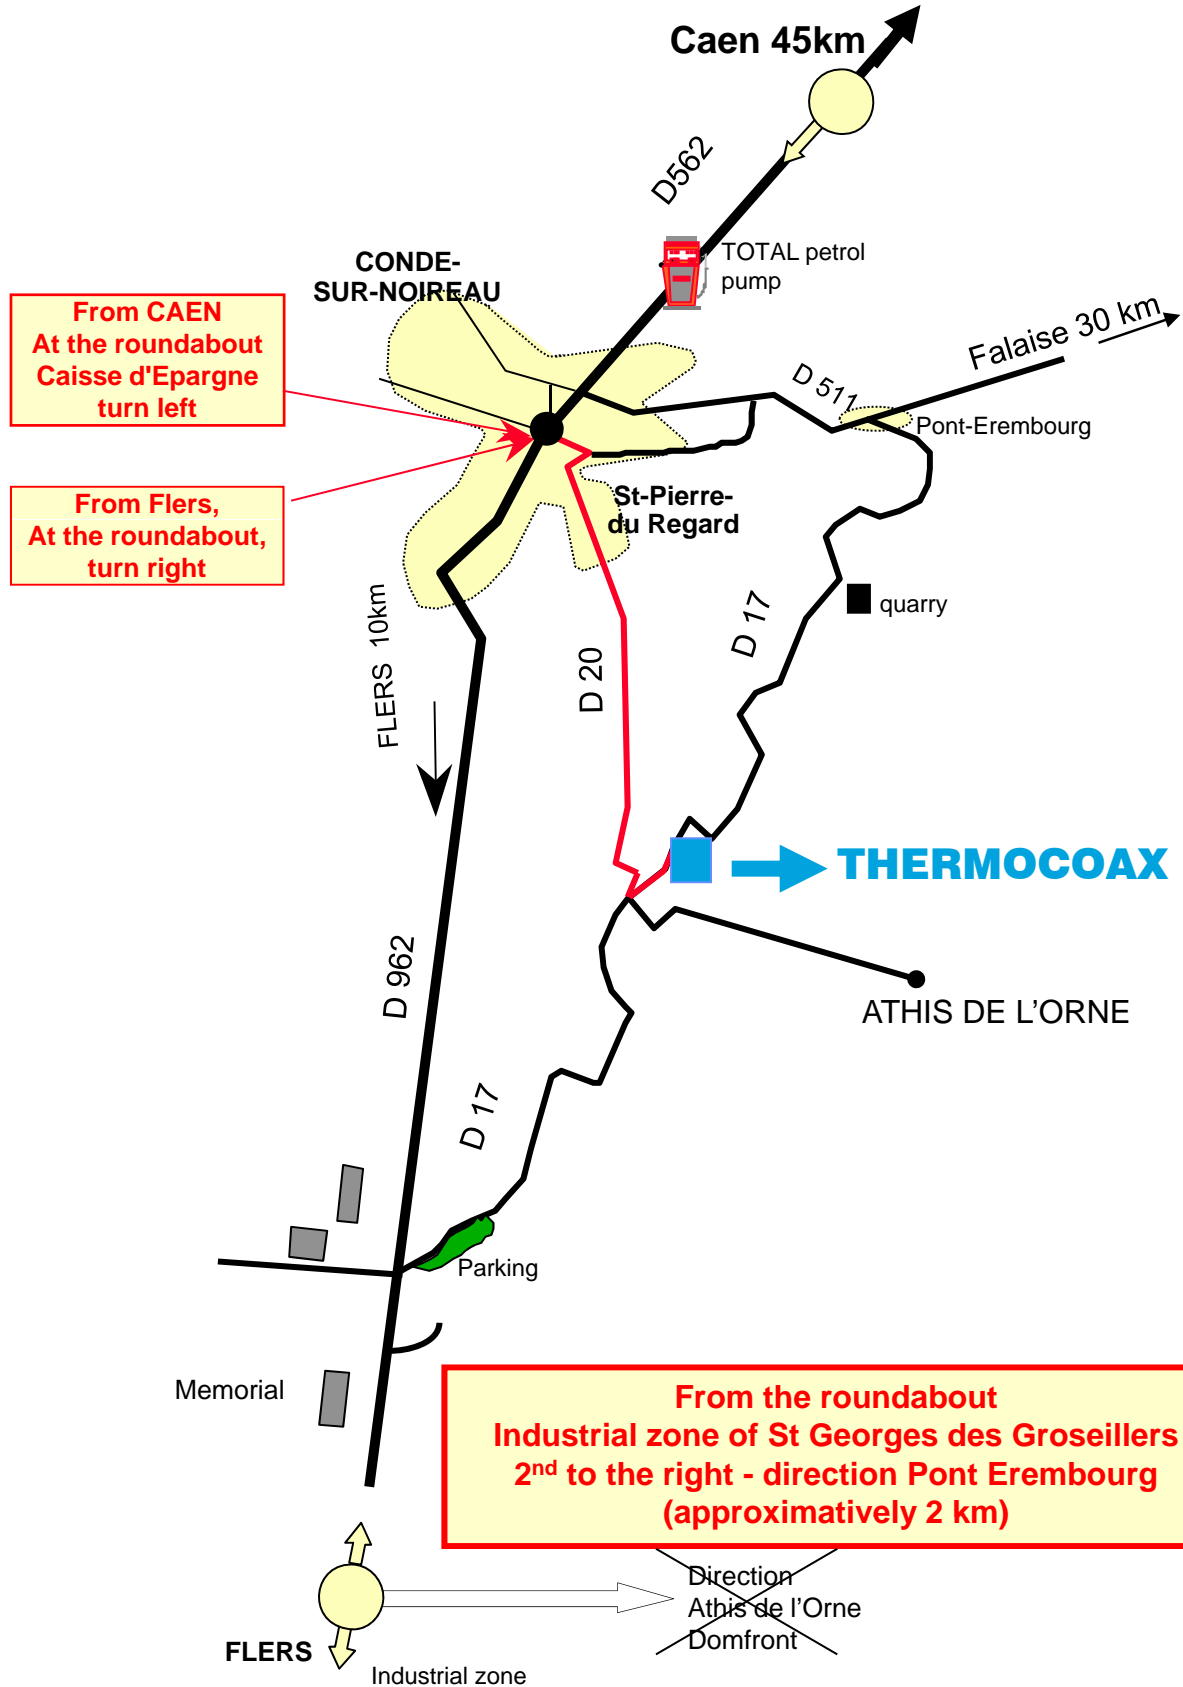 Caen 45km
D562
TOTAL petrol
pump
CONDE-
SUR-NOIREAU
From CAEN
At the roundabout
Caisse d'Epargne
turn left
Falaise 30 km
D 511
Pont-Erembourg
From Flers,
At the roundabout,
turn right
St-Pierre-
du Regard
quarry
D 17
FLERS 10km
D 20
THERMOCOAX
D 962
ATHIS DE L'ORNE
D 17
Parking
Memorial
From the roundabout
Industrial zone of St Georges des Groseillers
2nd to the right - direction Pont Erembourg
(approximatively 2 km)
Direction
Athis de l'Orne
Domfront
FLERS
Industrial zone